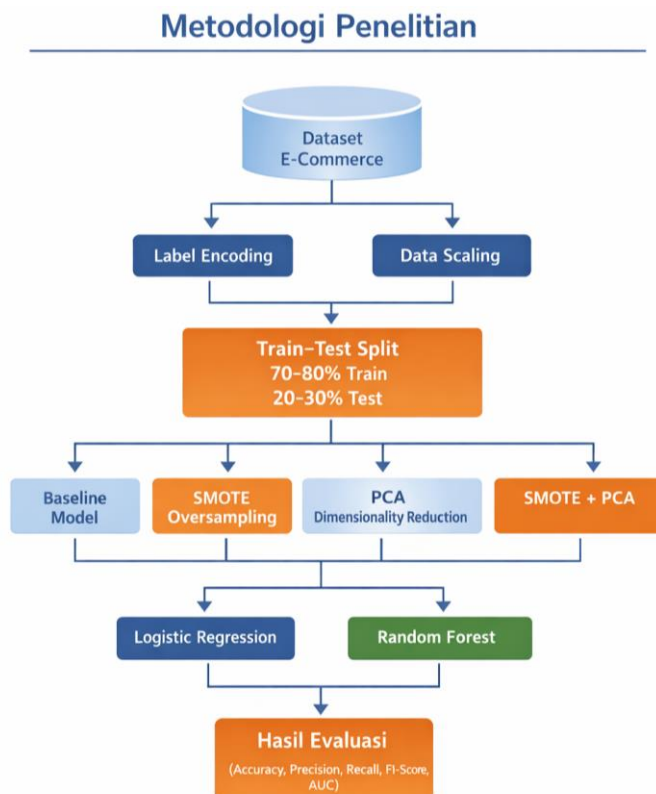 Metodologi Penelitian
Dataset
E-Commerce
Label Encoding
Data Scaling
Train-Test Split
70-80% Train
20-30% Test
Baseline
Model
SMOTE
Oversampling
PCA
Dimensionality Reduction
SMOTE + PCA
Logistic Regression
Random Forest
Hasil Evaluasi
(Accuracy, Precision, Recall, FI-Score,
AUC)